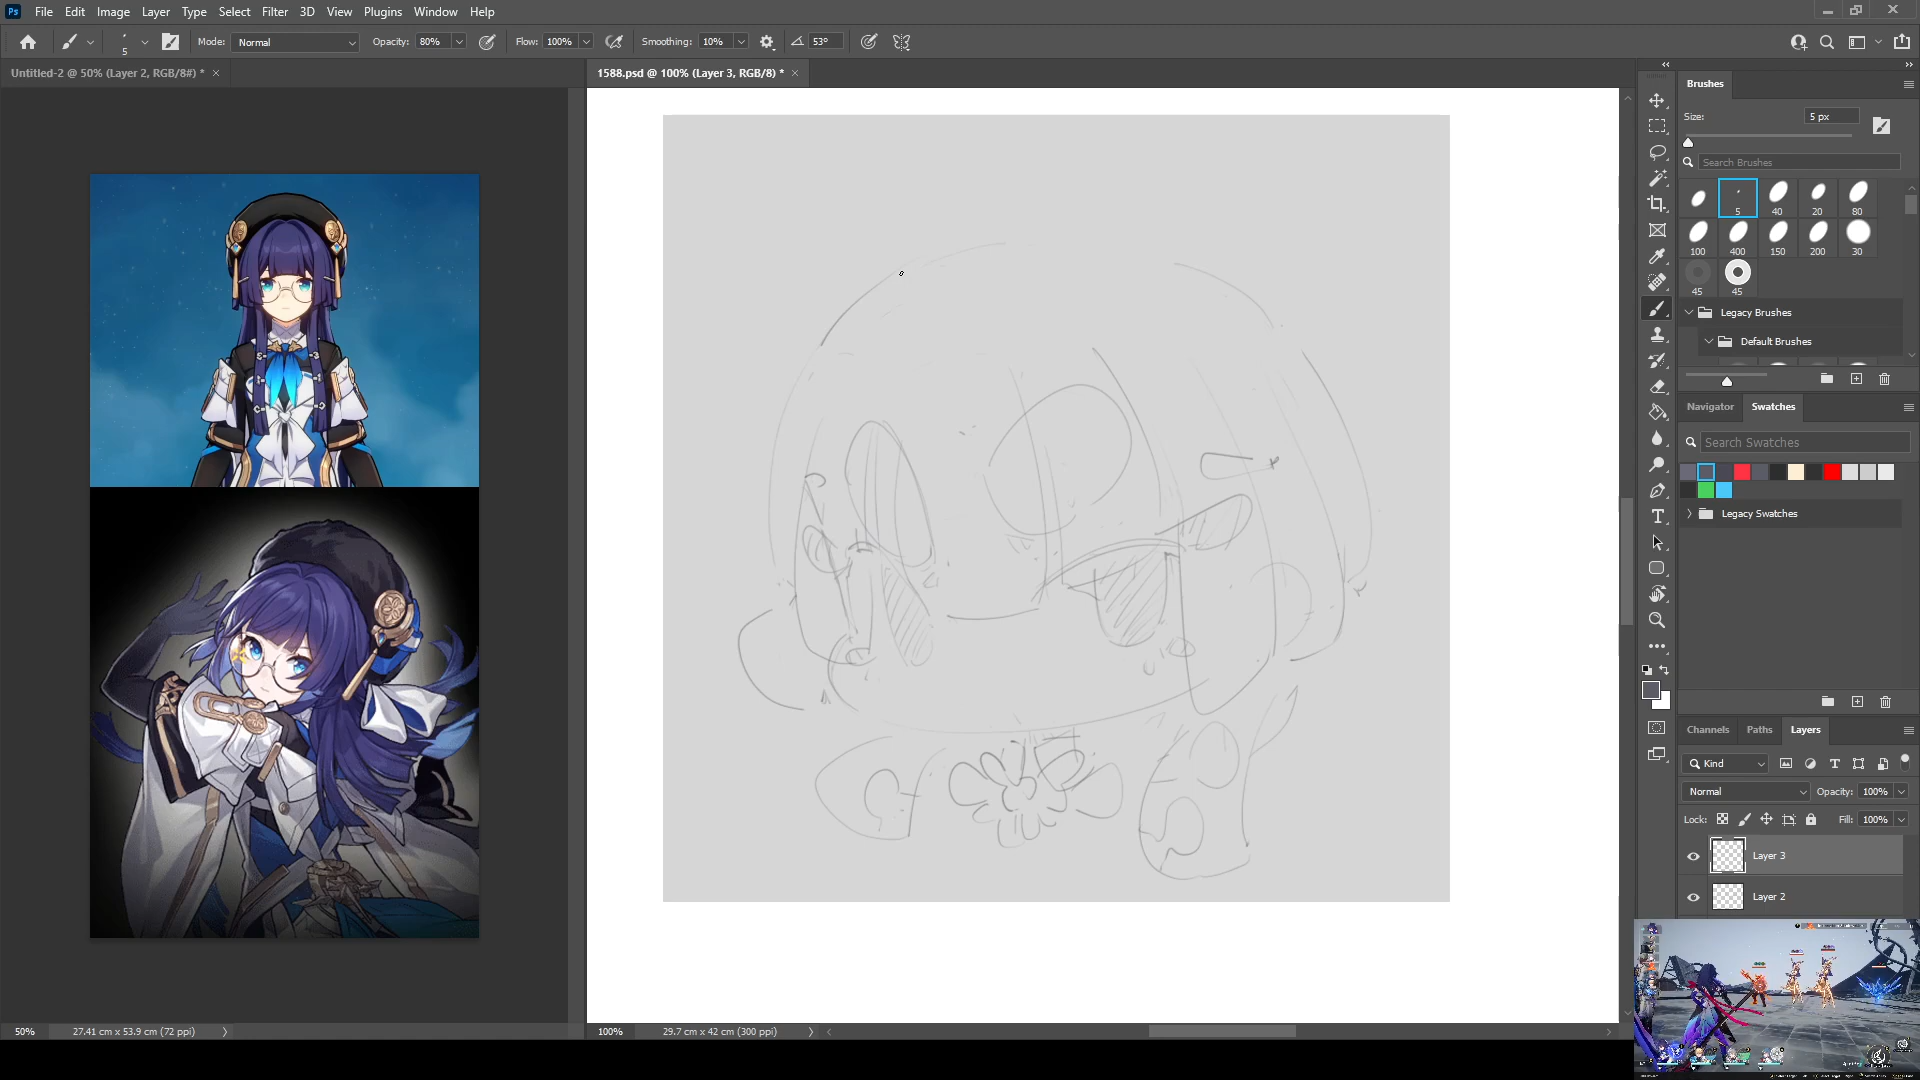 Ps File Edit Image Layer Type Select Filter 3D View Plugins Window Help
5 Mode: Normal Opacity: 80% Flow: 100% Smoothing: 10% 53°
Untitled-2 @ 50% (Layer 2, RGB/8#) * ×
1588.psd @ 100% (Layer 3, RGB/8) * ×
Brushes
Size: 5 px
Search Brushes
5 40 20 80
100 400 150 200 30
45 45
Legacy Brushes
Default Brushes
Navigator Swatches
Search Swatches
Legacy Swatches
Channels Paths Layers
Kind
Normal Opacity: 100%
Lock: Fill: 100%
Layer 3
Layer 2
50% 27.41 cm x 53.9 cm (72 ppi)
100% 29.7 cm x 42 cm (300 ppi)